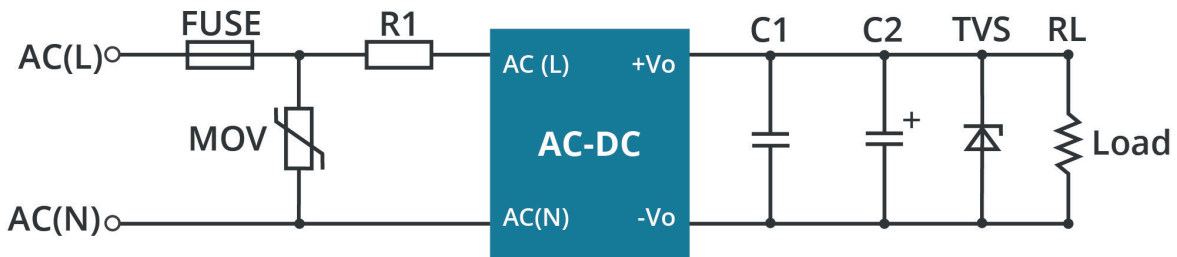 FUSE R1 C1 C2 TVS RL
AC(L) AC (L) +Vo
+
MOV AC-DC Load
AC(N) AC(N) -Vo